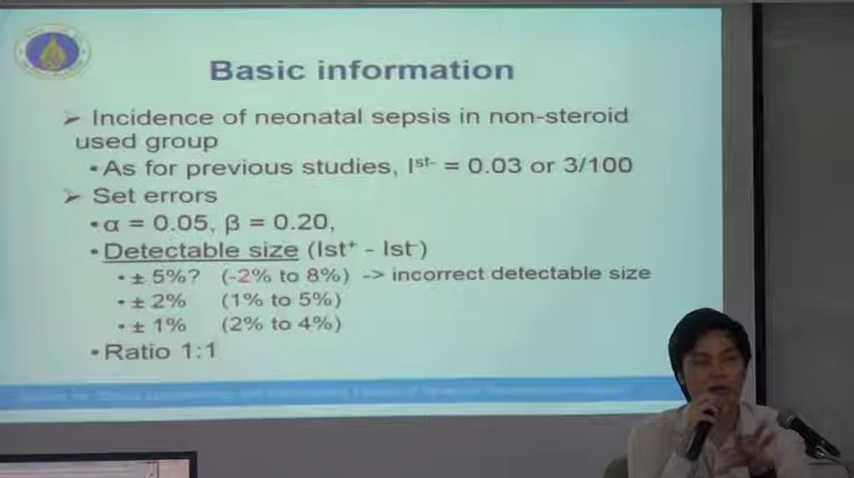 Basic information
➢ Incidence of neonatal sepsis in non-steroid
used group
• As for previous studies, I^st- = 0.03 or 3/100
➢ Set errors
• α = 0.05, β = 0.20,
• Detectable size (Ist⁺ - Ist⁻)
• ± 5%? (-2% to 8%) -> incorrect detectable size
• ± 2% (1% to 5%)
• ± 1% (2% to 4%)
• Ratio 1:1